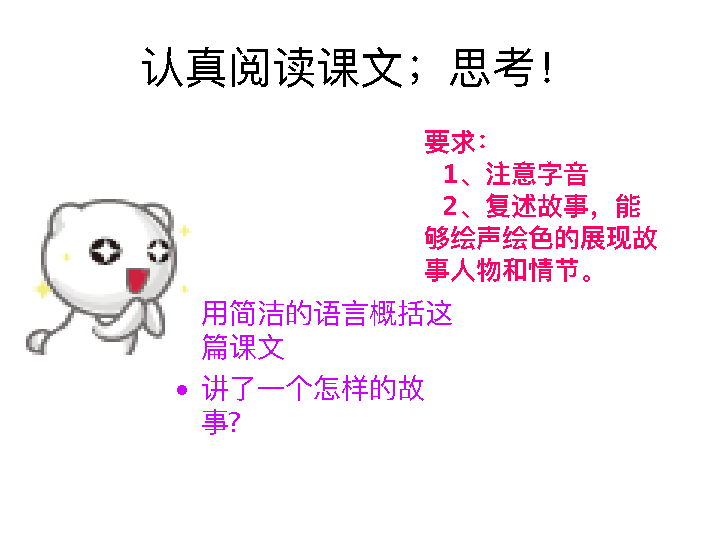 认真阅读课文；思考！
要求：
1、注意字音
2、复述故事，能
够绘声绘色的展现故
事人物和情节。
用简洁的语言概括这
篇课文
• 讲了一个怎样的故
事?